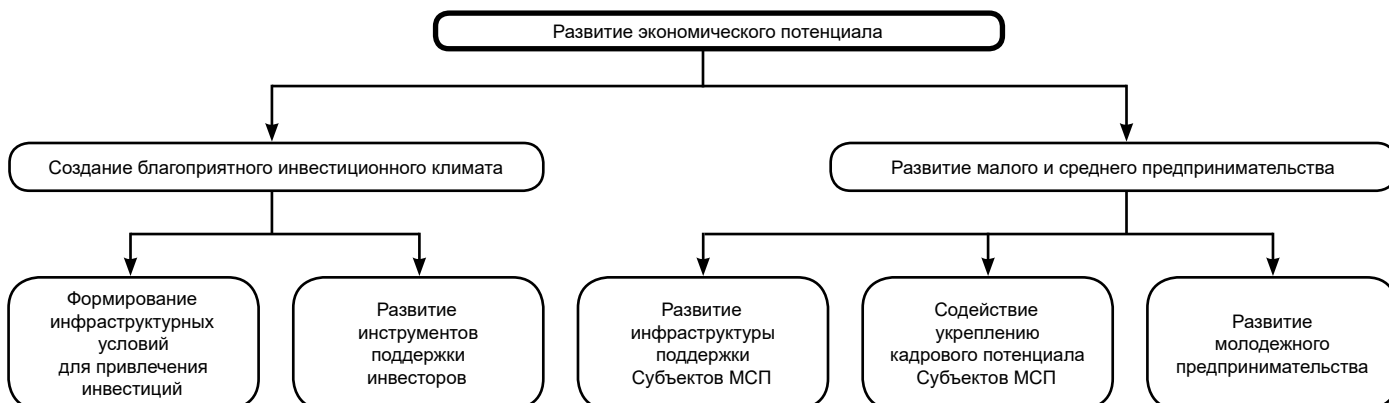 Развитие экономического потенциала
Создание благоприятного инвестиционного климата
Развитие малого и среднего предпринимательства
Формирование
инфраструктурных
условий
для привлечения
инвестиций
Развитие
инструментов
поддержки
инвесторов
Развитие
инфраструктуры
поддержки
Субъектов МСП
Содействие
укреплению
кадрового потенциала
Субъектов МСП
Развитие
молодежного
предпринимательства